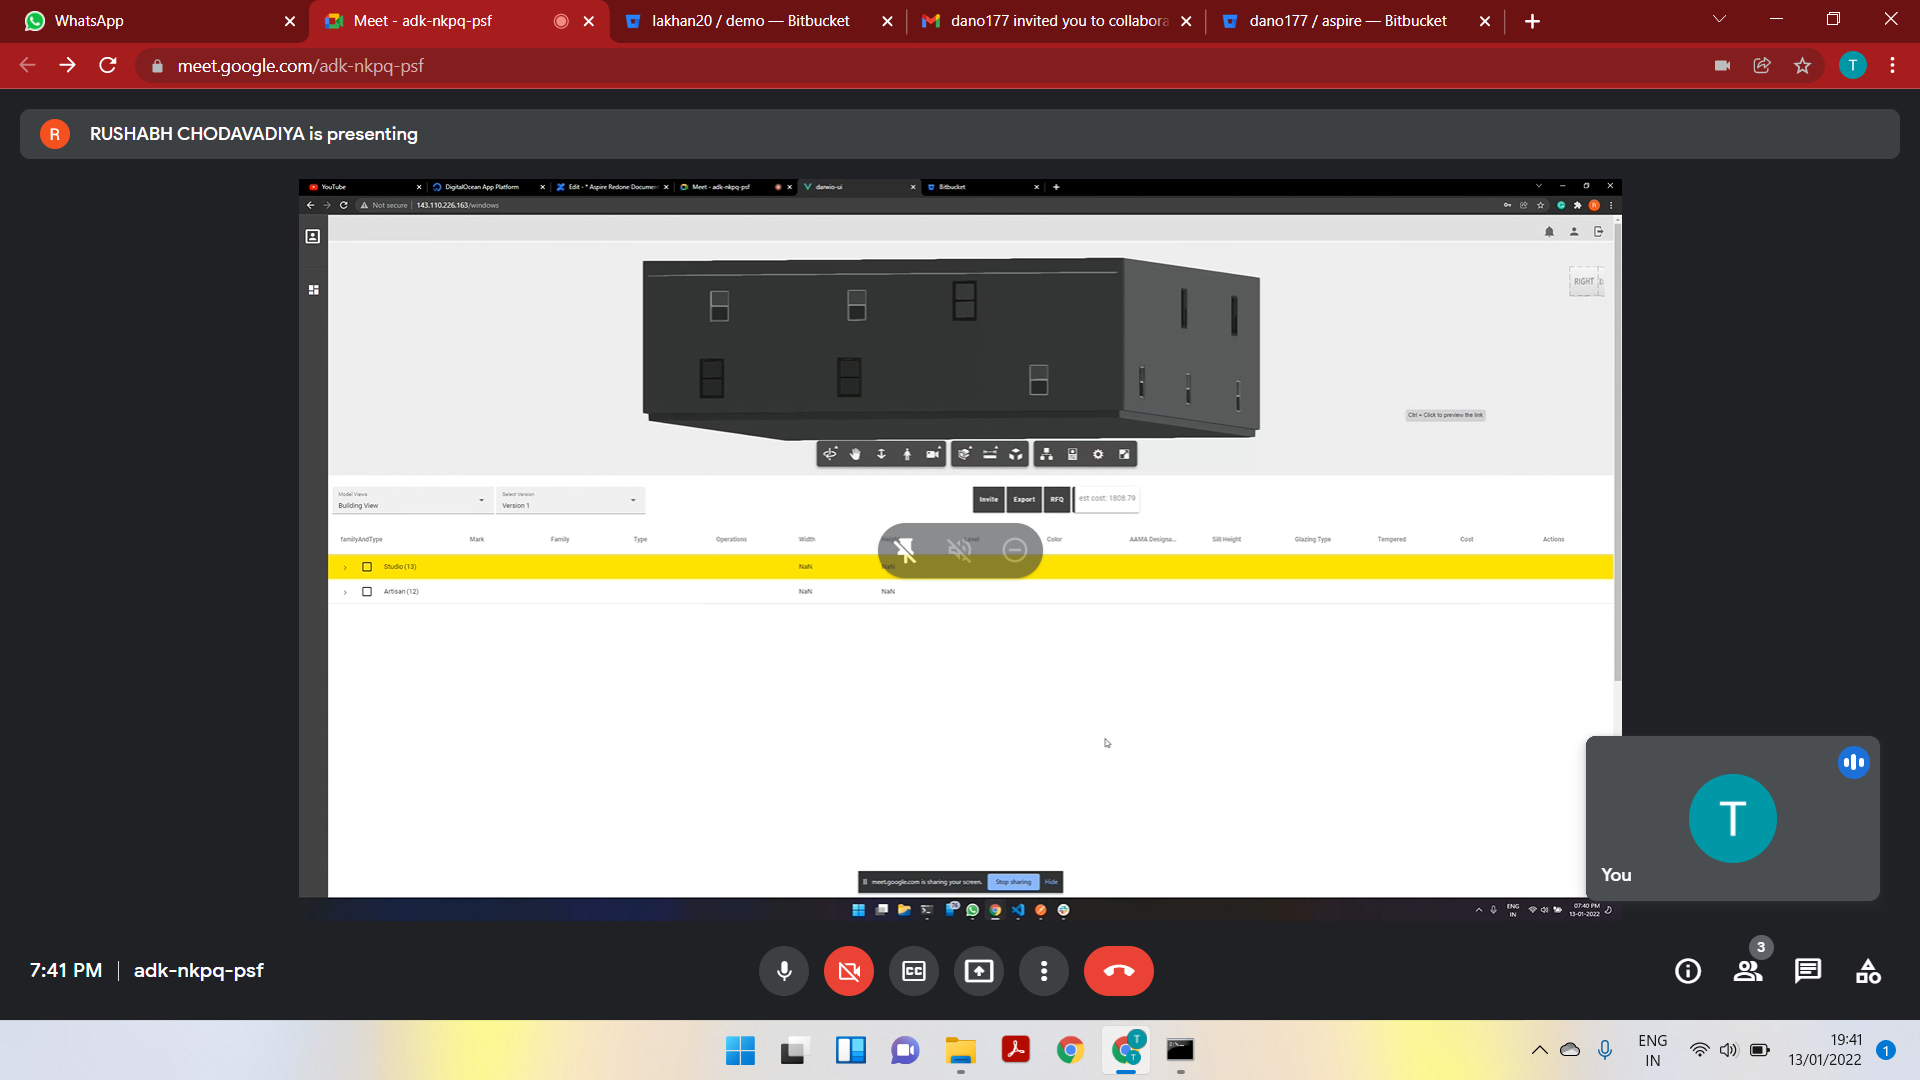 WhatsApp
Meet - adk-nkpq-psf
lakhan20 / demo — Bitbucket
dano177 invited you to collabora
dano177 / aspire — Bitbucket
meet.google.com/adk-nkpq-psf
T
R
RUSHABH CHODAVADIYA is presenting
YouTube
DigitalOcean App Platform
Edit - * Aspire Redone Documen
Meet - adk-nkpq-psf
darwio-ui
Bitbucket
Not secure
143.110.226.163/windows
R
RIGHT
Ctrl + Click to preview the link
Model Views
Building View
Select Version
Version 1
Invite
Export
RFQ
est cost: 1808.79
familyAndType
Mark
Family
Type
Operations
Width
Level
Color
AAMA Designa...
Sill Height
Glazing Type
Tempered
Cost
Actions
Studio (13)
NaN
NaN
Artisan (12)
NaN
NaN
meet.google.com is sharing your screen.
Stop sharing
Hide
ENG
IN
07:40 PM
13-01-2022
T
You
7:41 PM
adk-nkpq-psf
CC
3
T
T
ENG
IN
19:41
13/01/2022
1